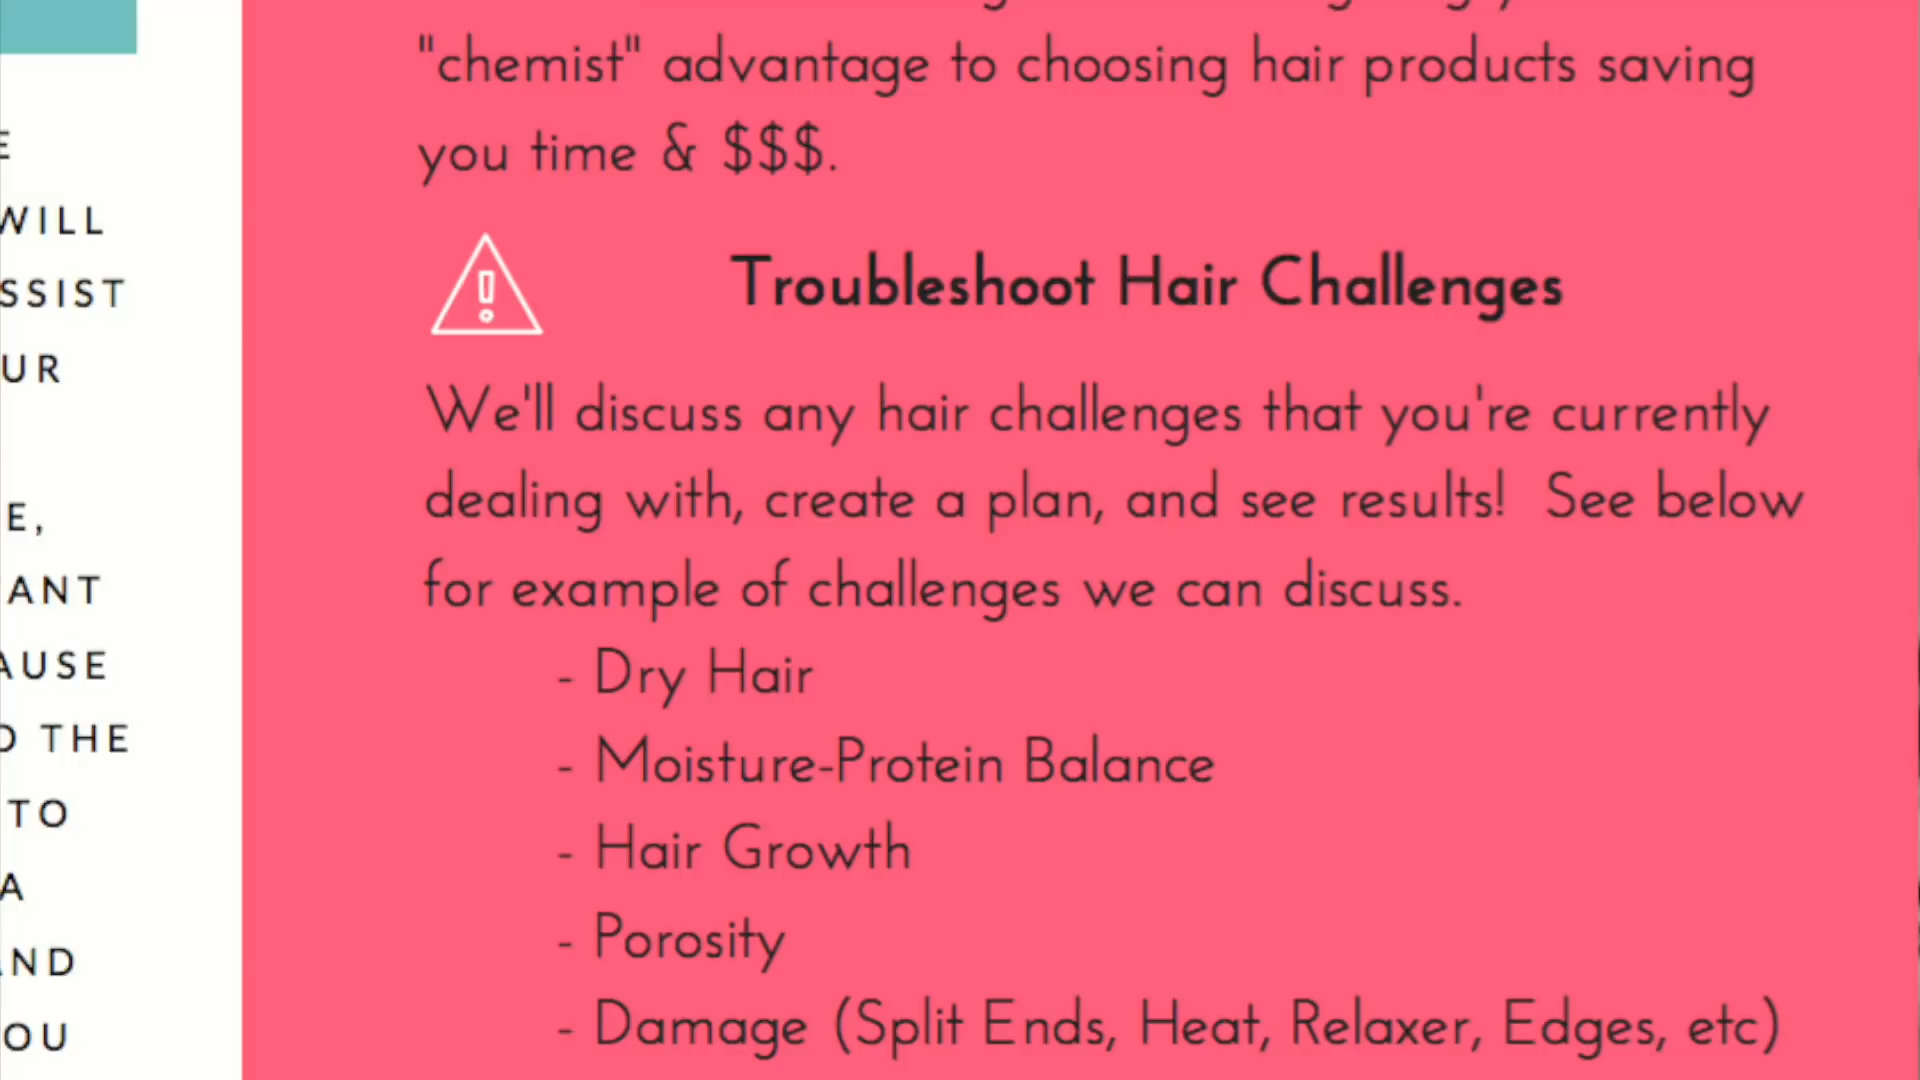 E
WILL
SSIST
UR
E,
ANT
AUSE
THE
TO
A
ND
OU
"chemist" advantage to choosing hair products saving
you time & $$$.
Troubleshoot Hair Challenges
We'll discuss any hair challenges that you're currently
dealing with, create a plan, and see results!  See below
for example of challenges we can discuss.
- Dry Hair
- Moisture-Protein Balance
- Hair Growth
- Porosity
- Damage (Split Ends, Heat, Relaxer, Edges, etc)